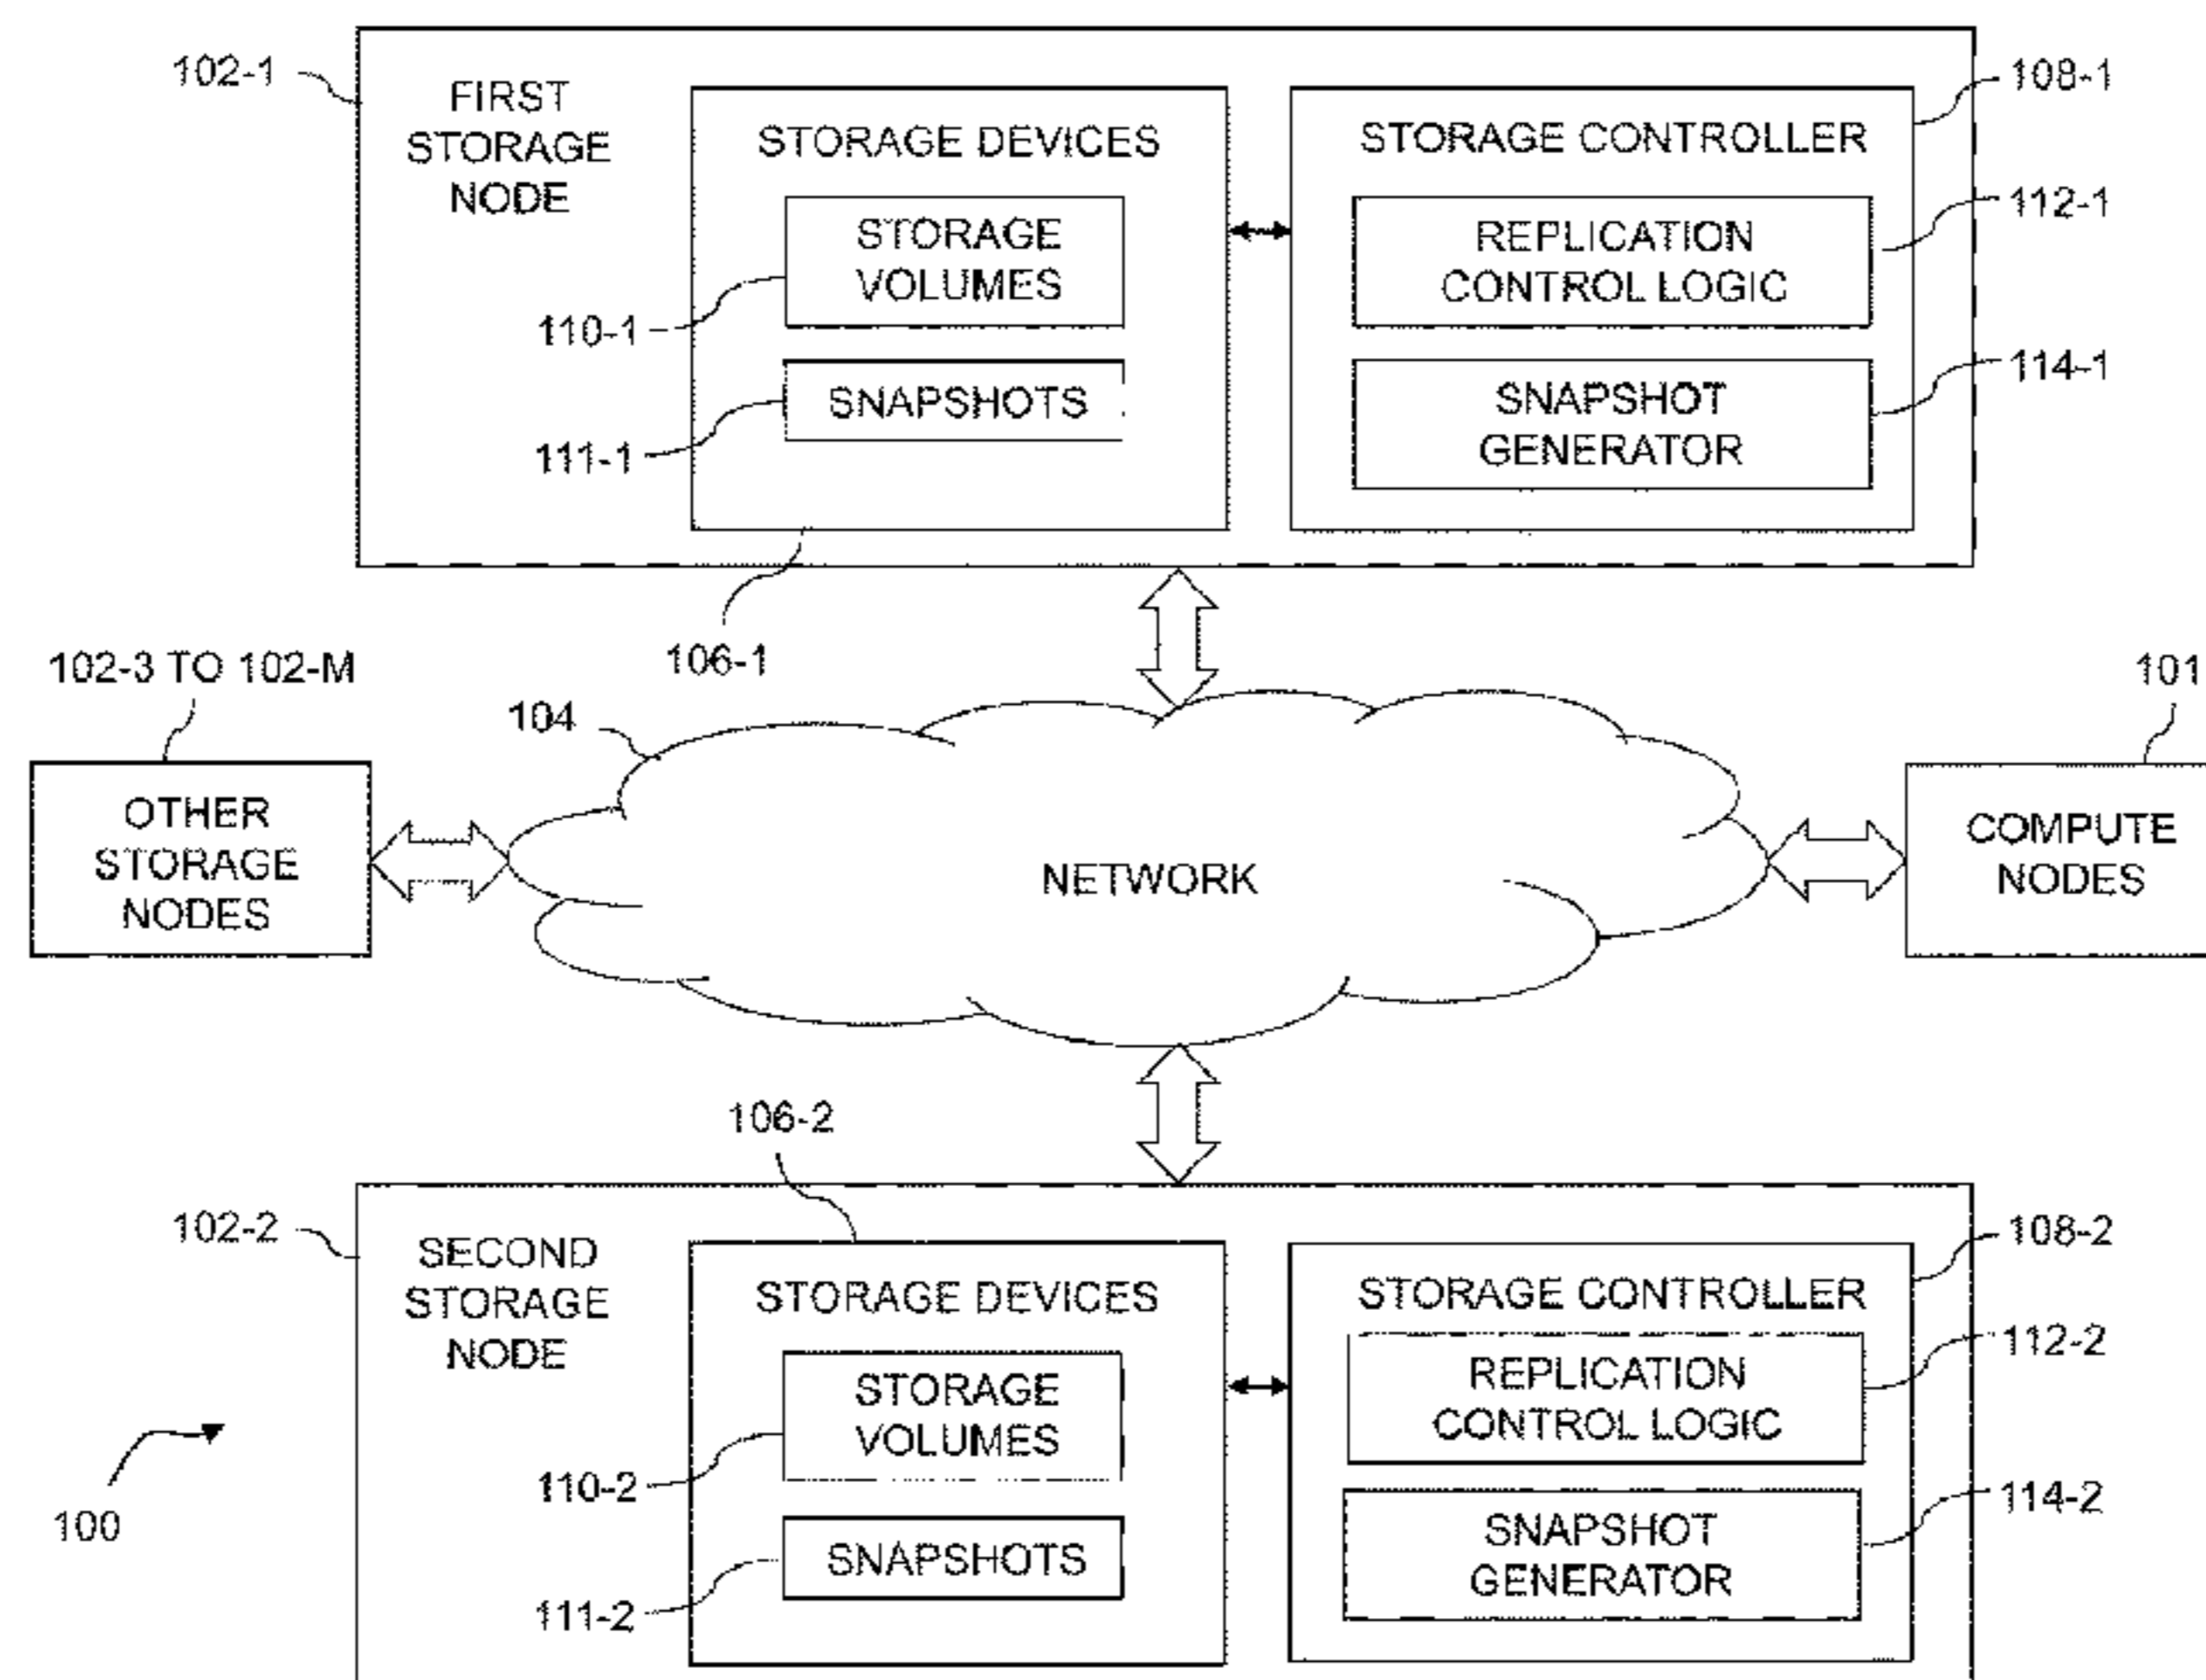 102-1
FIRST
STORAGE
NODE
STORAGE DEVICES
STORAGE
VOLUMES
110-1
SNAPSHOTS
111-1
106-1
STORAGE CONTROLLER
108-1
REPLICATION
CONTROL LOGIC
112-1
SNAPSHOT
GENERATOR
114-1
102-3 TO 102-M
OTHER
STORAGE
NODES
104
NETWORK
101
COMPUTE
NODES
106-2
102-2
SECOND
STORAGE
NODE
STORAGE DEVICES
STORAGE
VOLUMES
110-2
SNAPSHOTS
111-2
STORAGE CONTROLLER
108-2
REPLICATION
CONTROL LOGIC
112-2
SNAPSHOT
GENERATOR
114-2
100